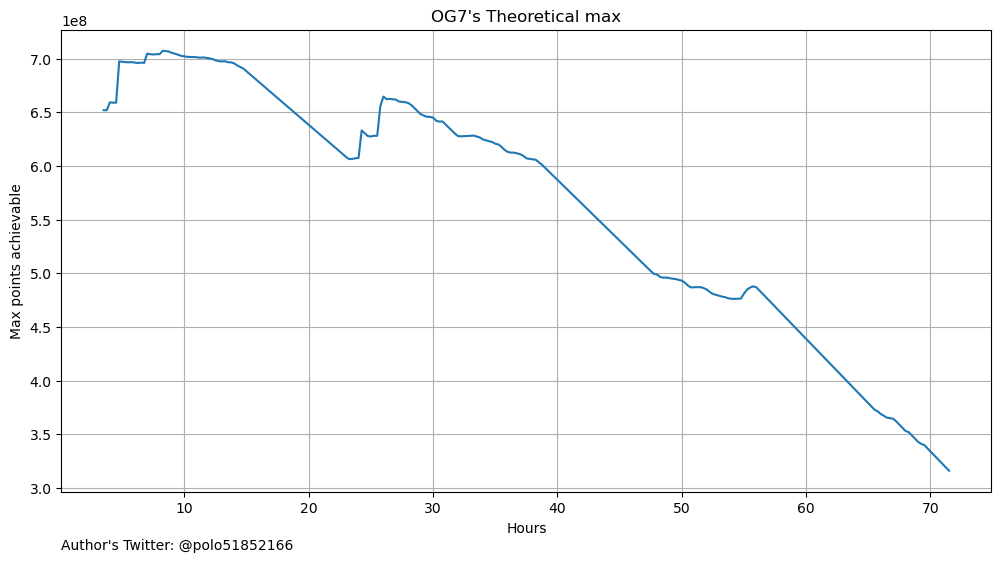 OG7's Theoretical max
1e8
7.0
6.5
6.0
5.5
5.0
4.5
4.0
3.5
3.0
Max points achievable
10 20 30 40 50 60 70
Hours
Author's Twitter: @polo51852166